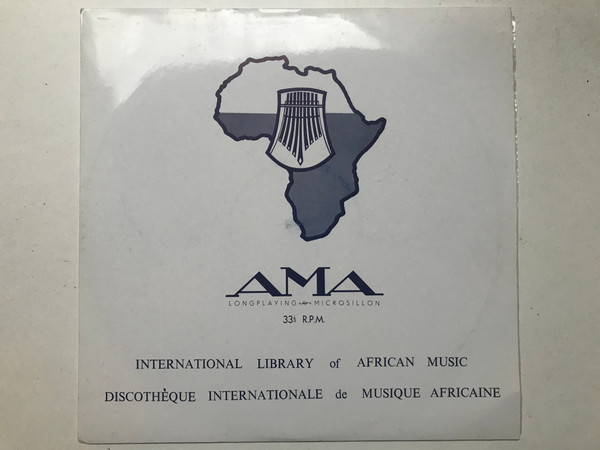 AMA
LONGPLAYING MICROSILLON
33⅓ R.P.M.
INTERNATIONAL LIBRARY of AFRICAN MUSIC
DISCOTHÈQUE INTERNATIONALE de MUSIQUE AFRICAINE